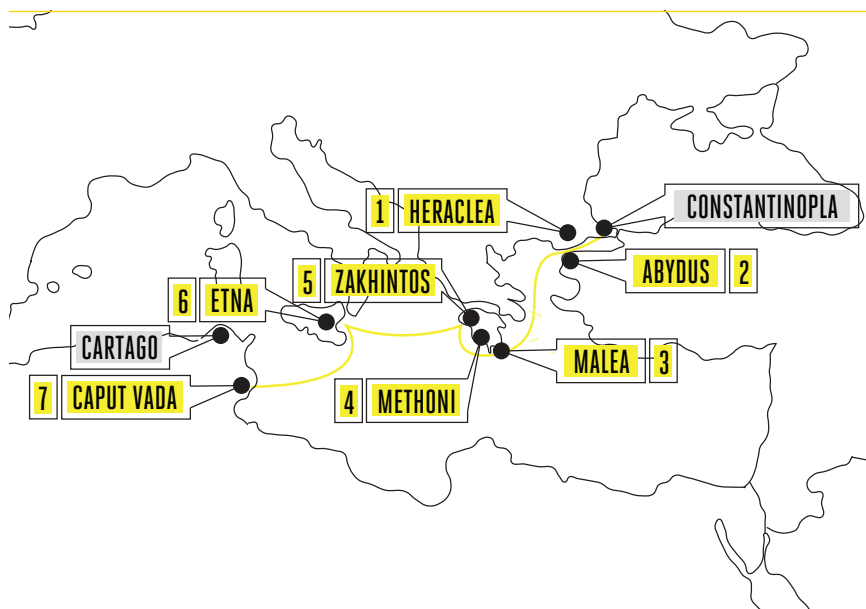 1 HERACLEA
CONSTANTINOPLA
5 ZAKHINTOS
ABYDUS 2
6 ETNA
CARTAGO
MALEA 3
7 CAPUT VADA
4 METHONI